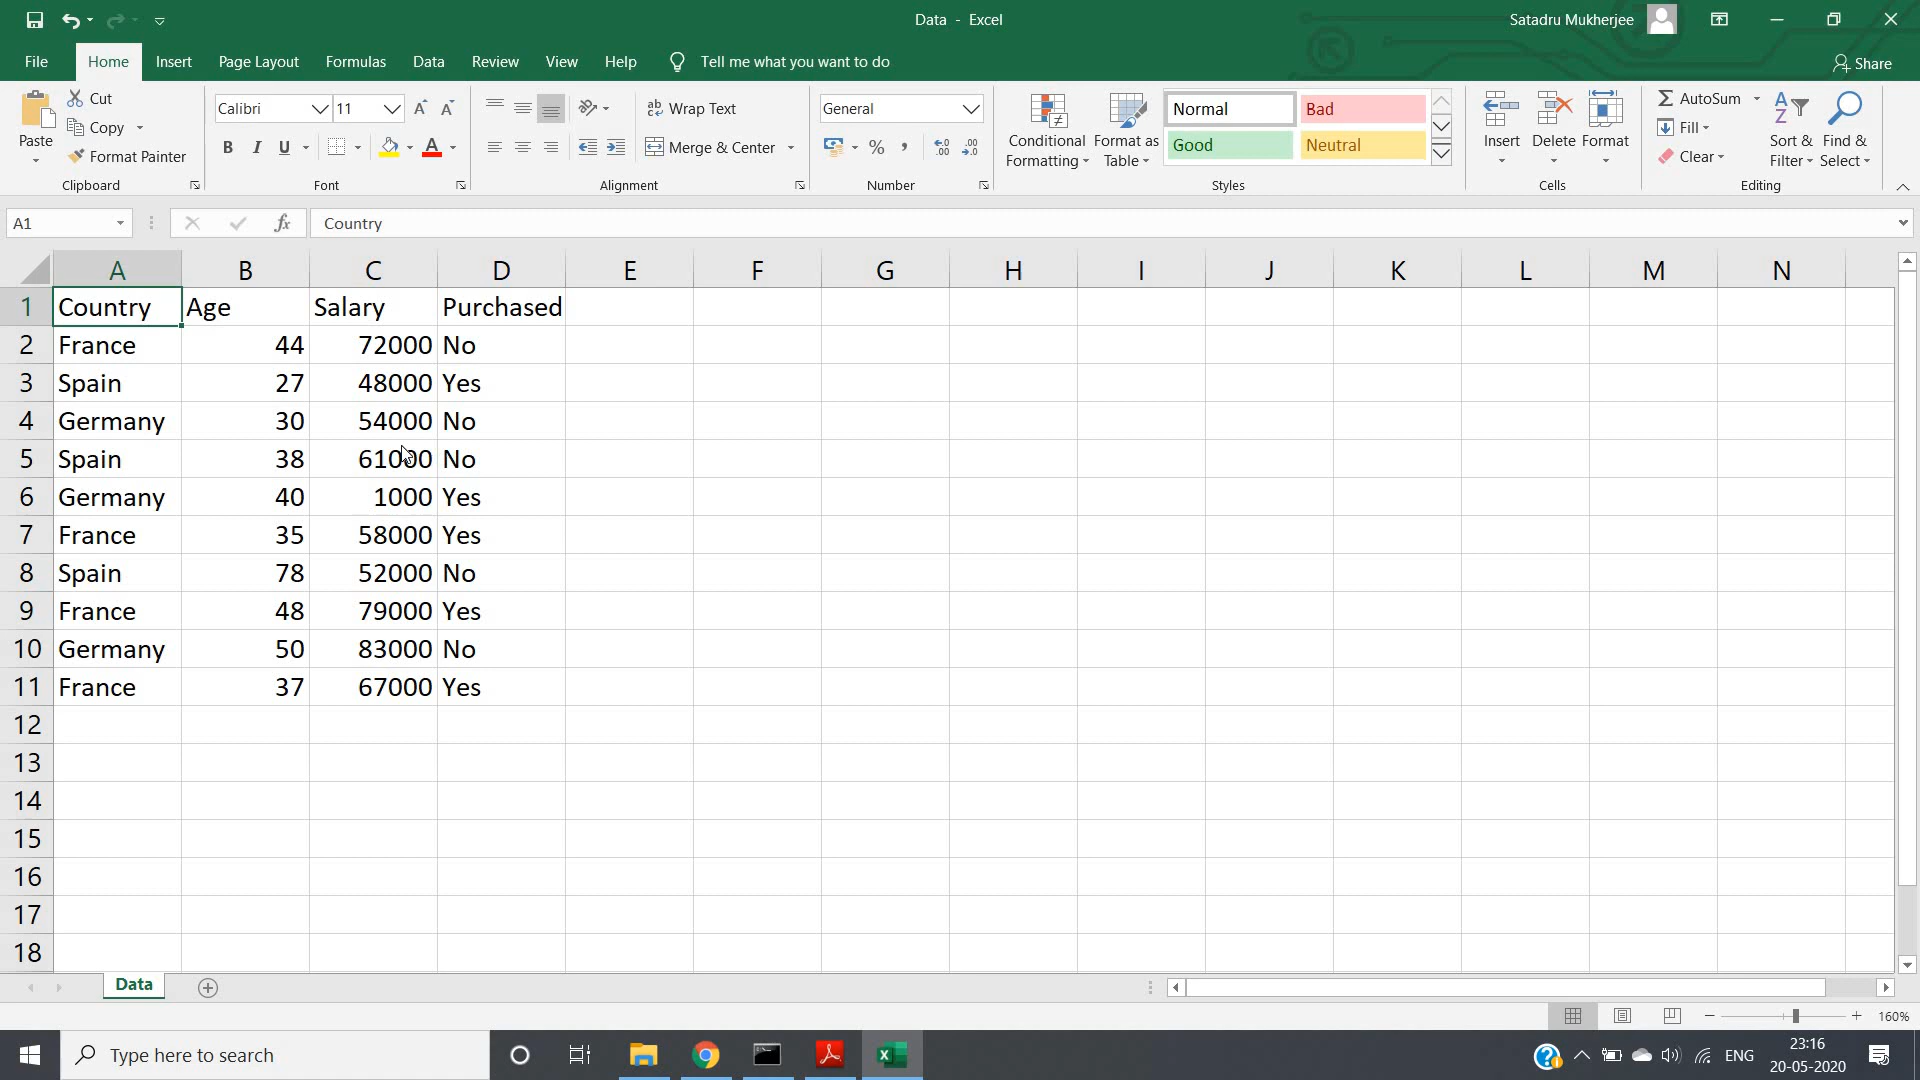 Data - Excel
Satadru Mukherjee
File Home Insert Page Layout Formulas Data Review View Help Tell me what you want to do
Share
Paste
Cut
Copy
Format Painter
Clipboard
Calibri 11 A A
B I U A
Font
ab Wrap Text
Merge & Center
Alignment
General
% , .0 .00 .00 .0
Number
Conditional Formatting
Format as Table
Normal Bad
Good Neutral
Styles
Insert Delete Format
Cells
AutoSum
Fill
Clear
Sort & Filter
Find & Select
Editing
A1 fx Country
A B C D E F G H I J K L M N
1 Country Age Salary Purchased
2 France 44 72000 No
3 Spain 27 48000 Yes
4 Germany 30 54000 No
5 Spain 38 61000 No
6 Germany 40 1000 Yes
7 France 35 58000 Yes
8 Spain 78 52000 No
9 France 48 79000 Yes
10 Germany 50 83000 No
11 France 37 67000 Yes
12
13
14
15
16
17
18
Data
160%
Type here to search
ENG
23:16
20-05-2020